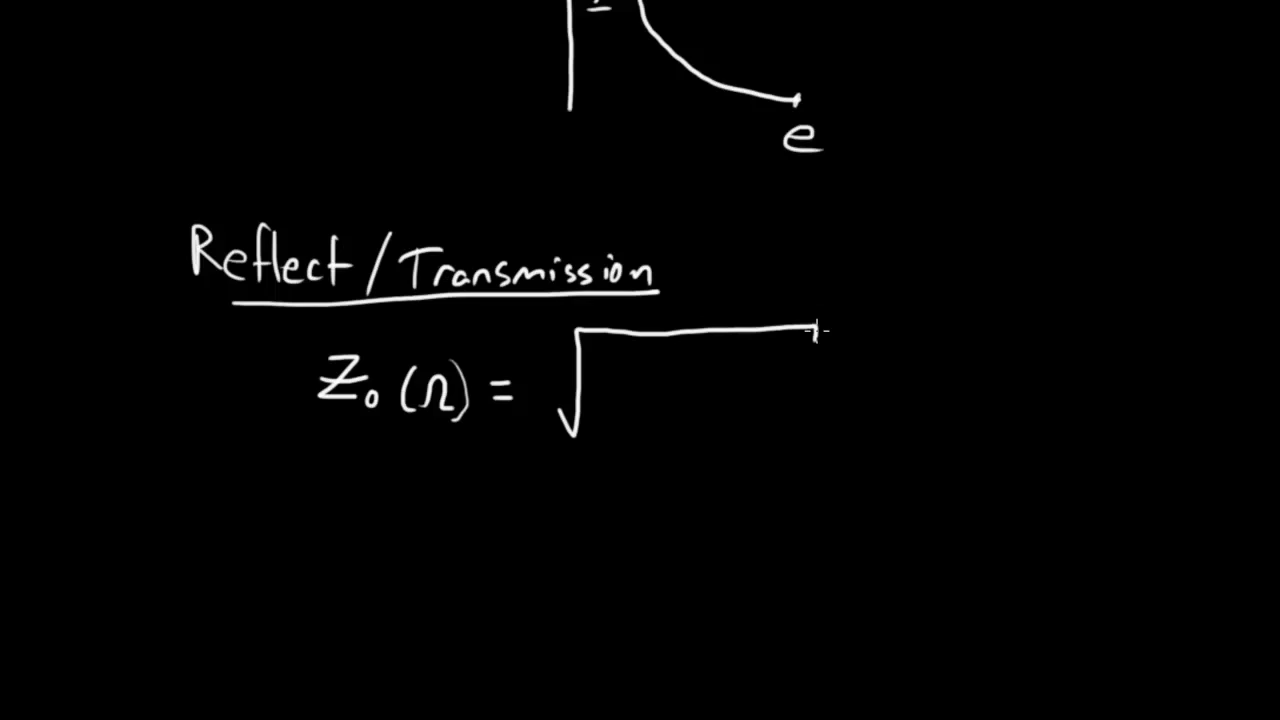 e
Reflect/Transmission
Z₀ (Ω) = √